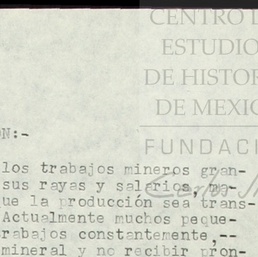 CENTRO D
ESTUDIO
DE HISTOR
DE MEXIC
FUNDACI
ON:-
los trabajos mineros gran-
sus rayas y salarios,
ue la producción sea trans-
Actualmente muchos peque-
rabajos constantemente,--
mineral y no recibir pron-